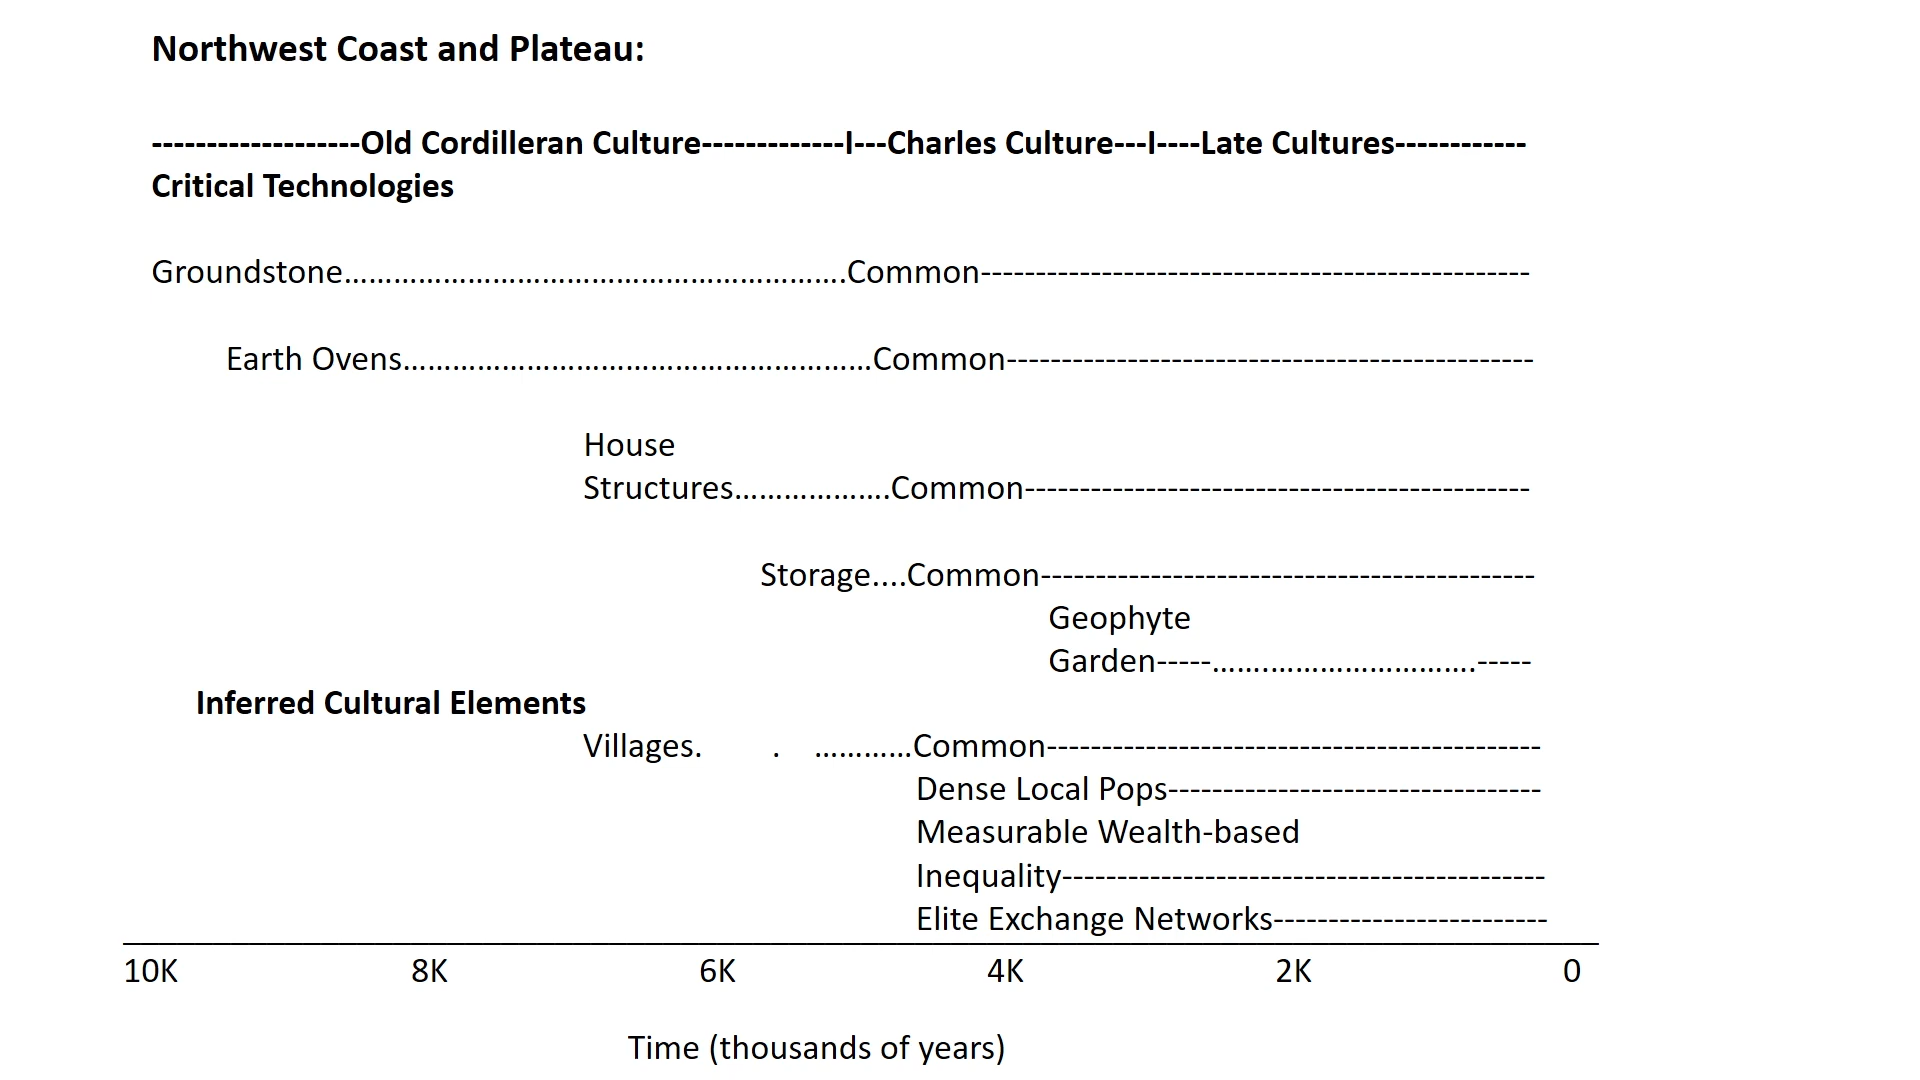 Northwest Coast and Plateau:
-------------------Old Cordilleran Culture-------------I---Charles Culture---I----Late Cultures------------
Critical Technologies
Groundstone…………………………………………………….Common--------------------------------------------------
Earth Ovens…………………………………………………Common------------------------------------------------
House
Structures……………….Common----------------------------------------------
Storage....Common---------------------------------------------
Geophyte
Garden-----…….…………………….-----
Inferred Cultural Elements
Villages. . …………Common---------------------------------------------
Dense Local Pops----------------------------------
Measurable Wealth-based
Inequality--------------------------------------------
Elite Exchange Networks-------------------------
10K 8K 6K 4K 2K 0
Time (thousands of years)